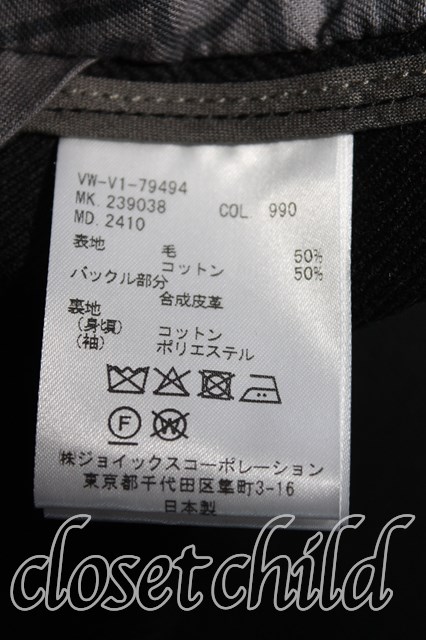 VW-V1-79494
MK. 239038 COL. 990
MD. 2410
表地 毛 50%
コットン 50%
バックル部分
合成皮革
裏地
(身頃) コットン
(袖) ポリエステル
F W
株ジョイックスコーポレーション
東京都千代田区隼町3-16
日本製
closet child